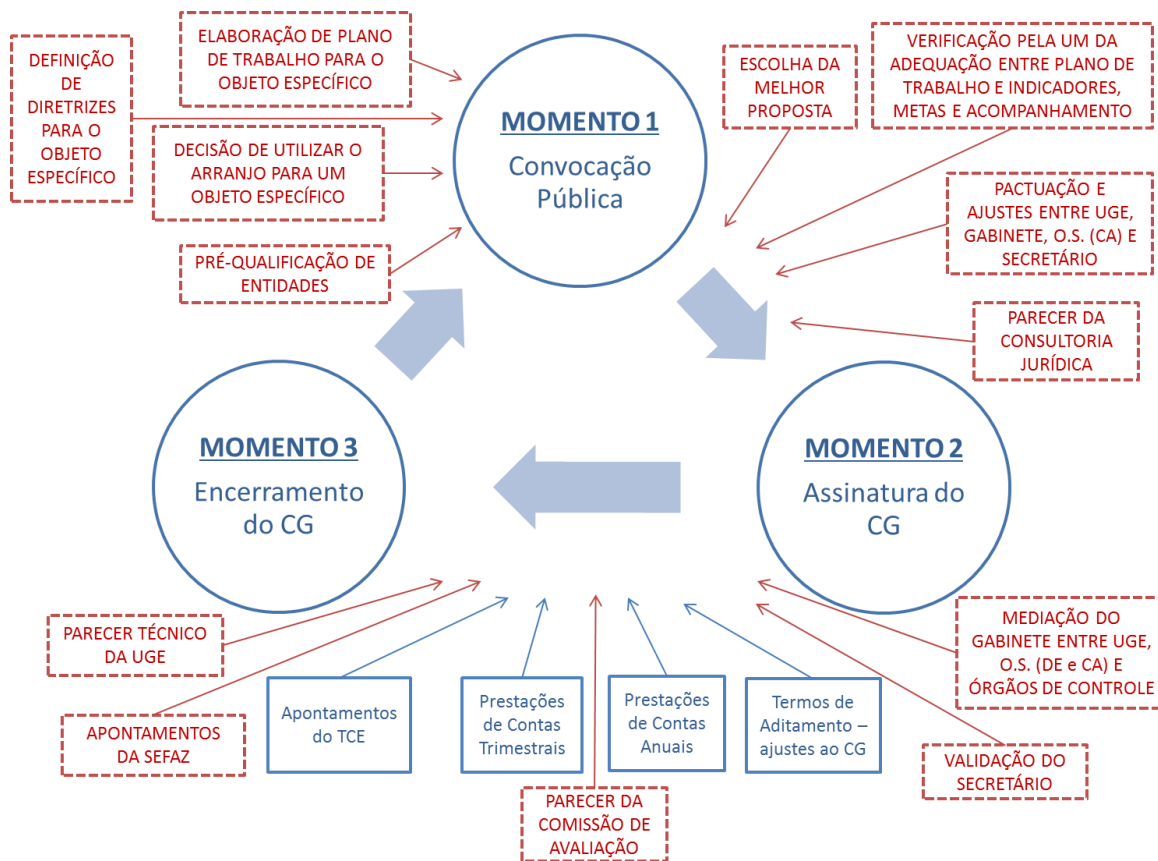 ELABORAÇÃO DE PLANO
DE TRABALHO PARA O
OBJETO ESPECÍFICO
DEFINIÇÃO
DE
DIRETRIZES
PARA O
OBJETO
ESPECÍFICO
DECISÃO DE UTILIZAR O
ARRANJO PARA UM
OBJETO ESPECÍFICO
PRÉ-QUALIFICAÇÃO DE
ENTIDADES
MOMENTO 1
Convocação
Pública
ESCOLHA DA
MELHOR
PROPOSTA
VERIFICAÇÃO PELA UM DA
ADEQUAÇÃO ENTRE PLANO DE
TRABALHO E INDICADORES,
METAS E ACOMPANHAMENTO
PACTUAÇÃO E
AJUSTES ENTRE UGE,
GABINETE, O.S. (CA) E
SECRETÁRIO
PARECER DA
CONSULTORIA
JURÍDICA
MOMENTO 3
Encerramento
do CG
MOMENTO 2
Assinatura do
CG
PARECER TÉCNICO
DA UGE
APONTAMENTOS
DA SEFAZ
Apontamentos
do TCE
Prestações
de Contas
Trimestrais
PARECER DA
COMISSÃO DE
AVALIAÇÃO
Prestações
de Contas
Anuais
Termos de
Aditamento –
ajustes ao CG
MEDIAÇÃO DO
GABINETE ENTRE UGE,
O.S. (DE e CA) E
ÓRGÃOS DE CONTROLE
VALIDAÇÃO DO
SECRETÁRIO